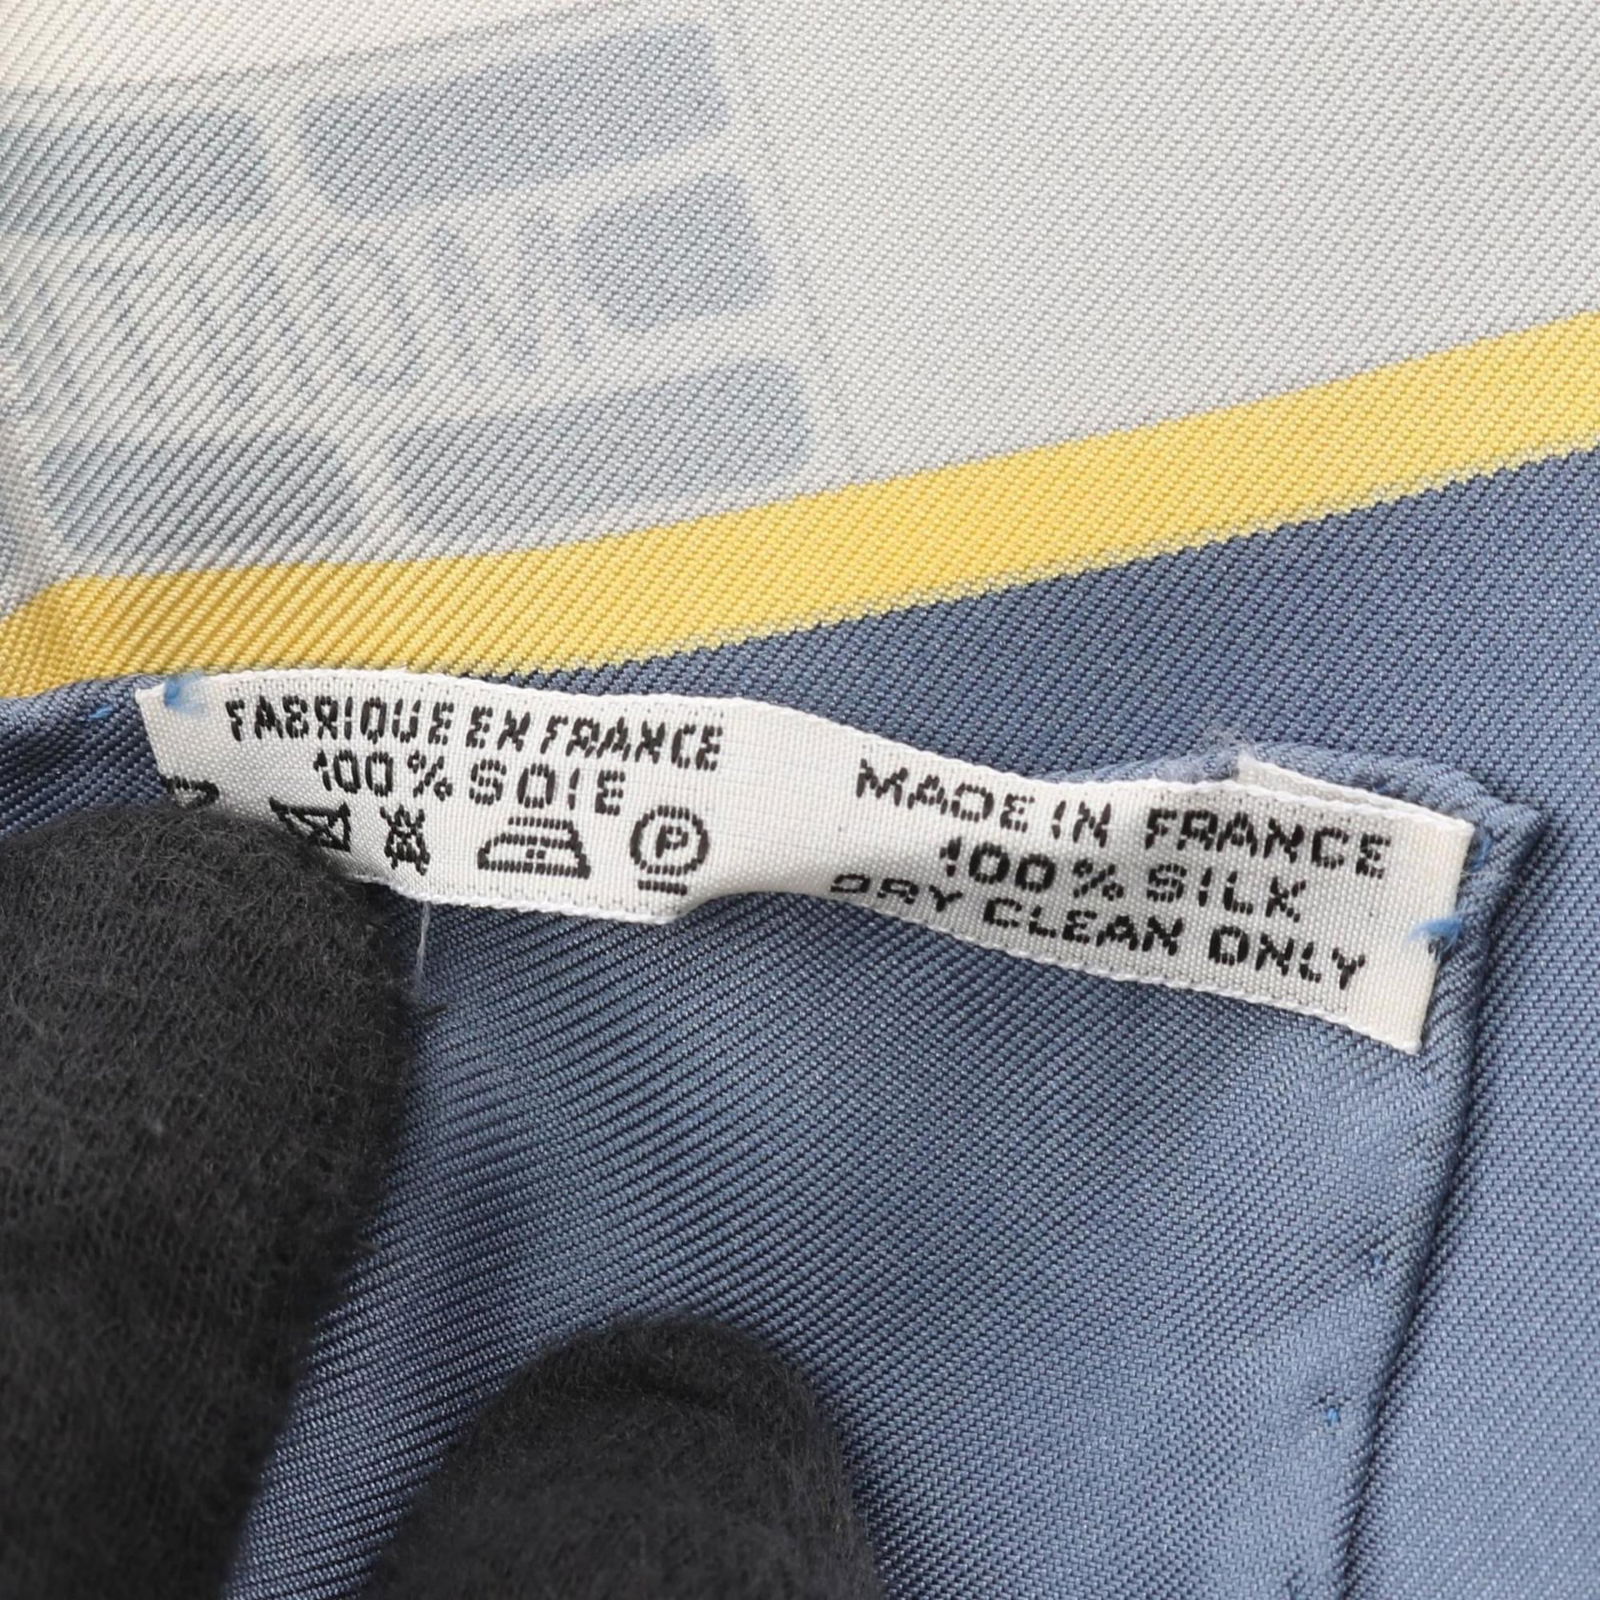 FABRIQUE EN FRANCE
100% SOIE
P
MADE IN FRANCE
100% SILK
DRY CLEAN ONLY